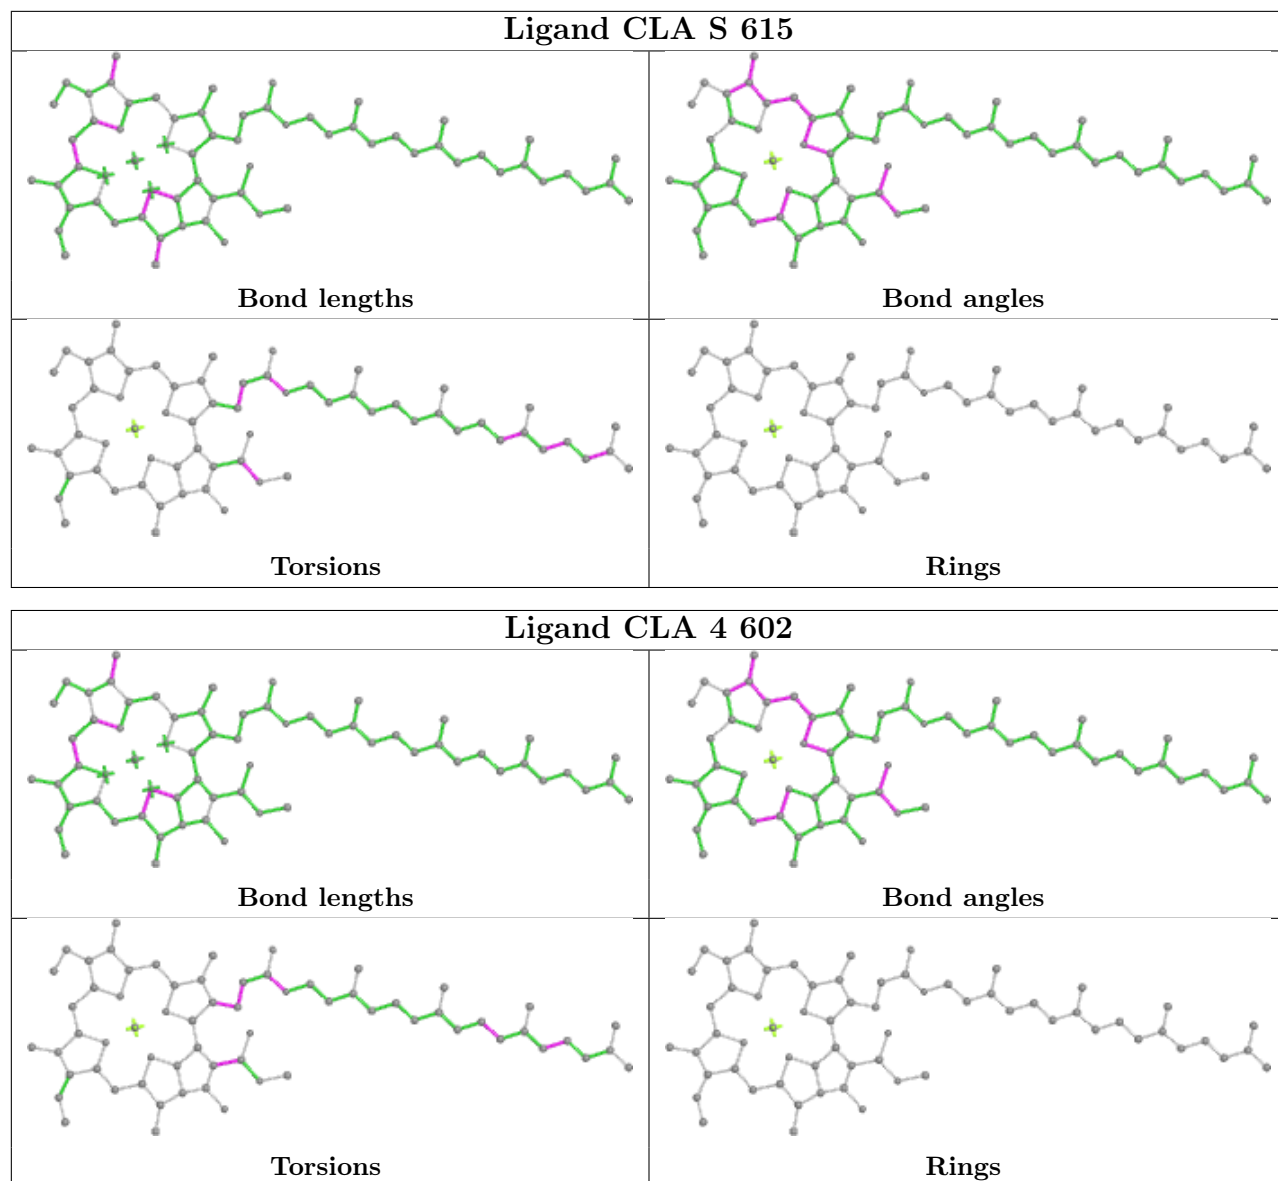 Ligand CLA S 615
Bond lengths
Bond angles
Torsions
Rings
Ligand CLA 4 602
Bond lengths
Bond angles
Torsions
Rings